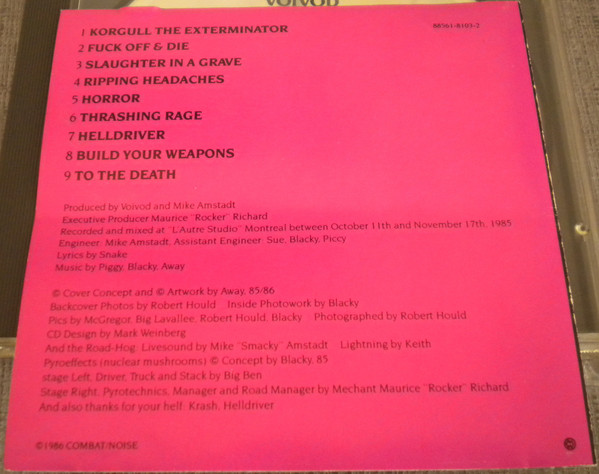 VOIVOD
88561-8103-2
1 KORGULL THE EXTERMINATOR
2 FUCK OFF & DIE
3 SLAUGHTER IN A GRAVE
4 RIPPING HEADACHES
5 HORROR
6 THRASHING RAGE
7 HELLDRIVER
8 BUILD YOUR WEAPONS
9 TO THE DEATH
Produced by Voivod and Mike Amstadt
Executive Producer Maurice "Rocker" Richard
Recorded and mixed at "L'Autre Studio" Montreal between October 11th and November 17th, 1985
Engineer: Mike Amstadt, Assistant Engineer: Sue, Blacky, Piccy
Lyrics by Snake
Music by Piggy, Blacky, Away
© Cover Concept and © Artwork by Away, 85/86
Backcover Photos by Robert Hould Inside Photowork by Blacky
Pics by McGregor, Big Lavallee, Robert Hould, Blacky Photographed by Robert Hould
CD Design by Mark Weinberg
And the Road-Hog: Livesound by Mike "Smacky" Amstadt Lightning by Keith
Pyroeffects (nuclear mushrooms) © Concept by Blacky, 85
stage Left, Driver, Truck and Stack by Big Ben
Stage Right, Pyrotechnics, Manager and Road Manager by Mechant Maurice "Rocker" Richard
And also thanks for your helf: Krash, Helldriver
©1986 COMBAT/NOISE